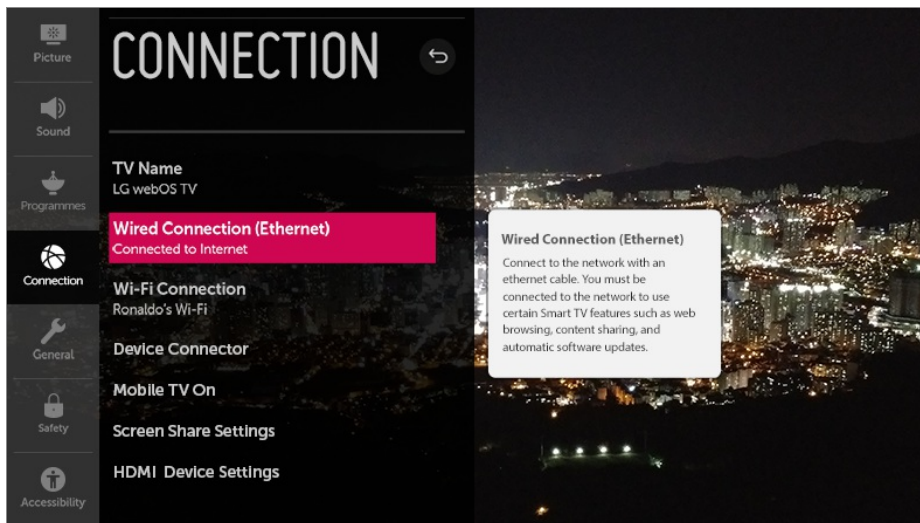 Picture
Sound
Programmes
Connection
General
Safety
Accessibility
CONNECTION
TV Name
LG webOS TV
Wired Connection (Ethernet)
Connected to Internet
Wi-Fi Connection
Ronaldo's Wi-Fi
Device Connector
Mobile TV On
Screen Share Settings
HDMI Device Settings
Wired Connection (Ethernet)
Connect to the network with an
ethernet cable. You must be
connected to the network to use
certain Smart TV features such as web
browsing, content sharing, and
automatic software updates.